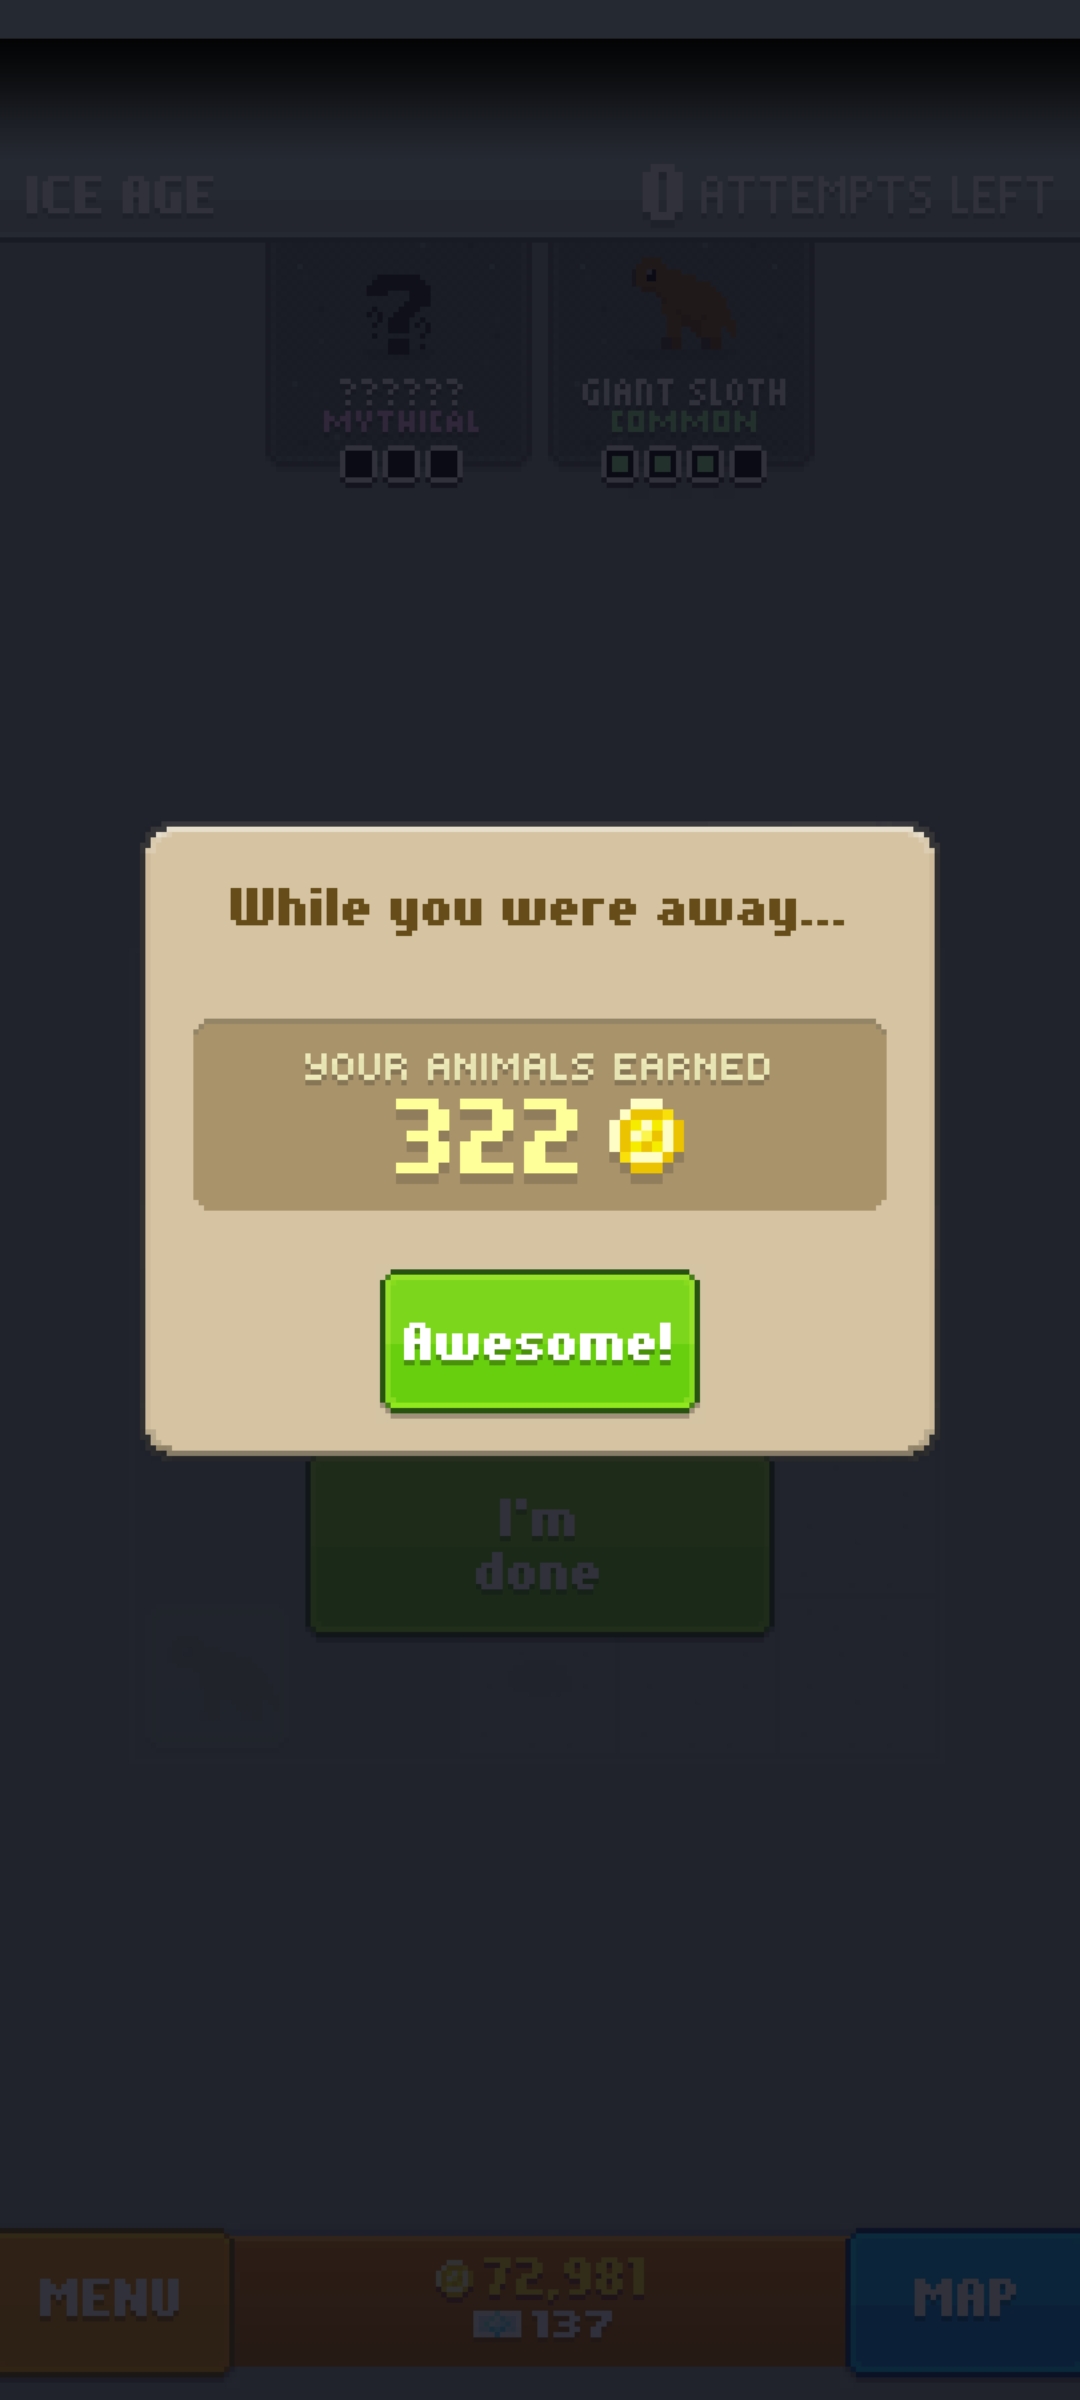 ICE AGE
0 ATTEMPTS LEFT
?
??????
MYTHICAL
GIANT SLOTH
COMMON
While you were away...
YOUR ANIMALS EARNED
322
Awesome!
I'm
done
MENU
72,981
137
MAP